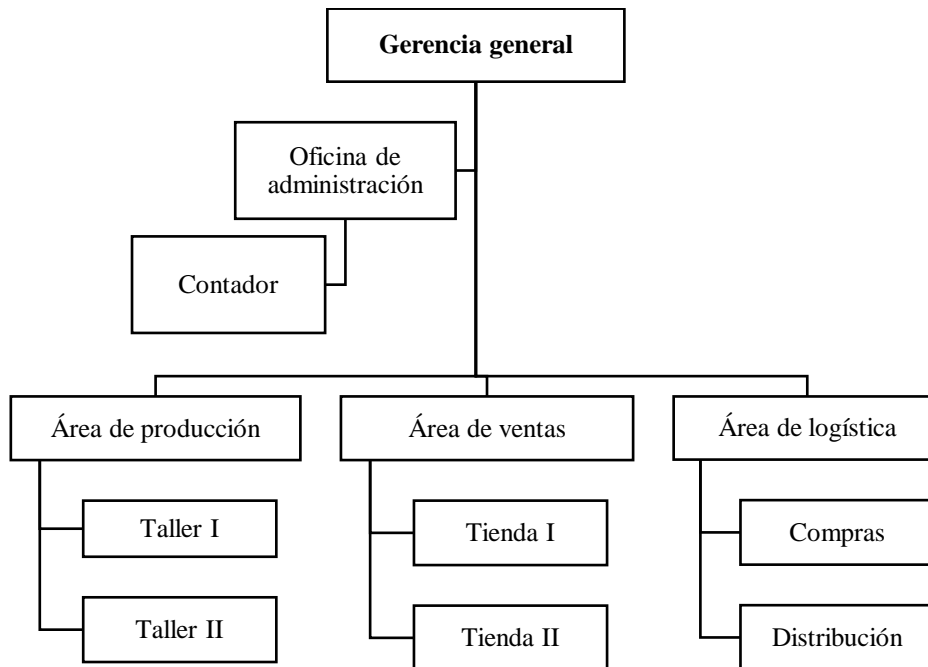 Gerencia general
Oficina de
administración
Contador
Área de producción
Área de ventas
Área de logística
Taller I
Tienda I
Compras
Taller II
Tienda II
Distribución